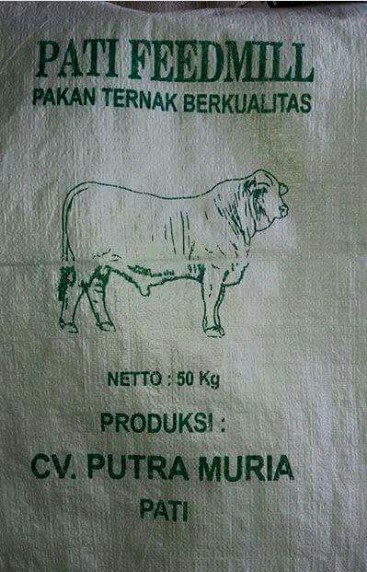 PATI FEEDMILL
PAKAN TERNAK BERKUALITAS
NETTO : 50 Kg
PRODUKSI :
CV. PUTRA MURIA
PATI